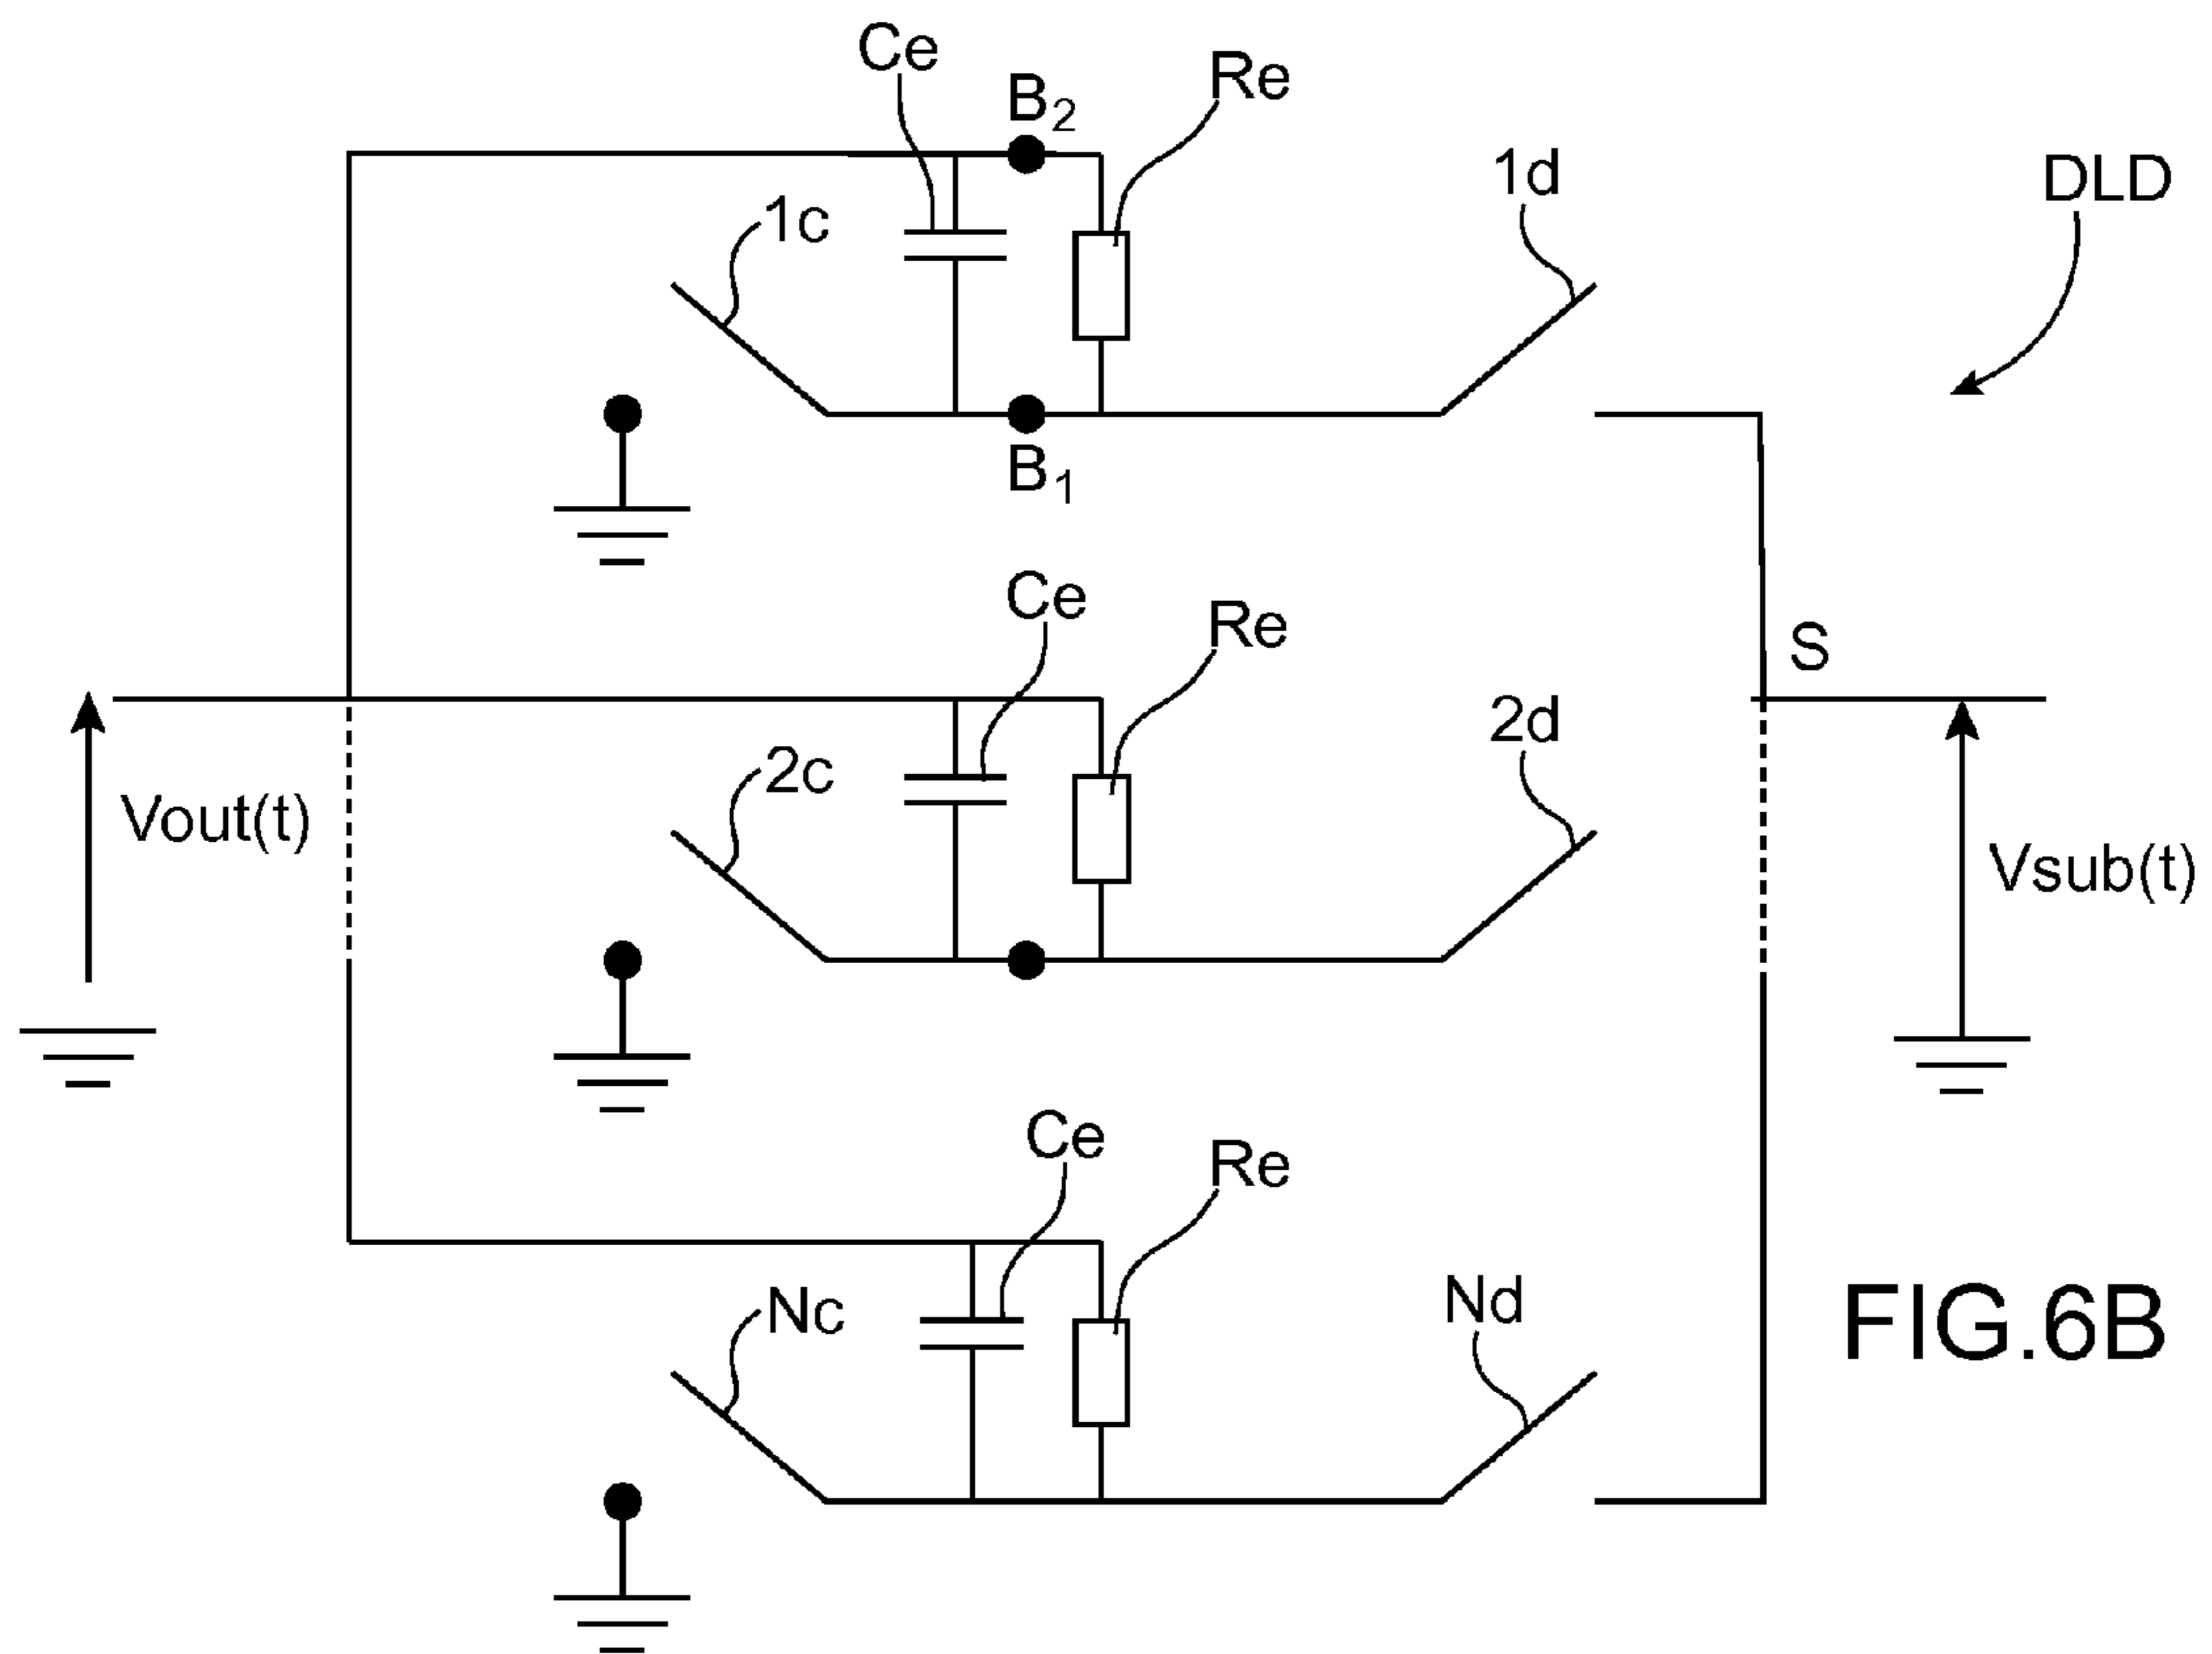 Ce
B2
Re
1c
1d
DLD
B1
Ce
Re
S
2c
2d
Vout(t)
Vsub(t)
Ce
Re
Nc
Nd
FIG.6B